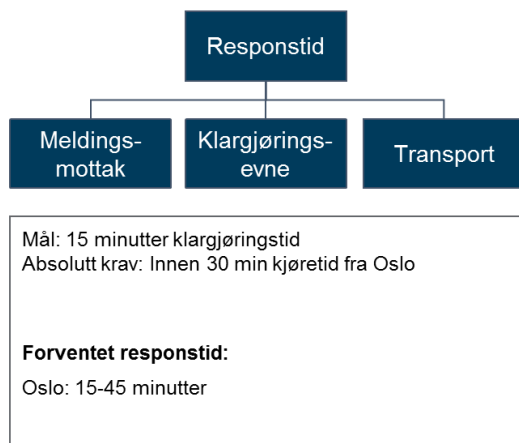 Responstid
Meldings-
mottak
Klargjørings-
evne
Transport
Mål: 15 minutter klargjøringstid
Absolutt krav: Innen 30 min kjøretid fra Oslo
Forventet responstid:
Oslo: 15-45 minutter